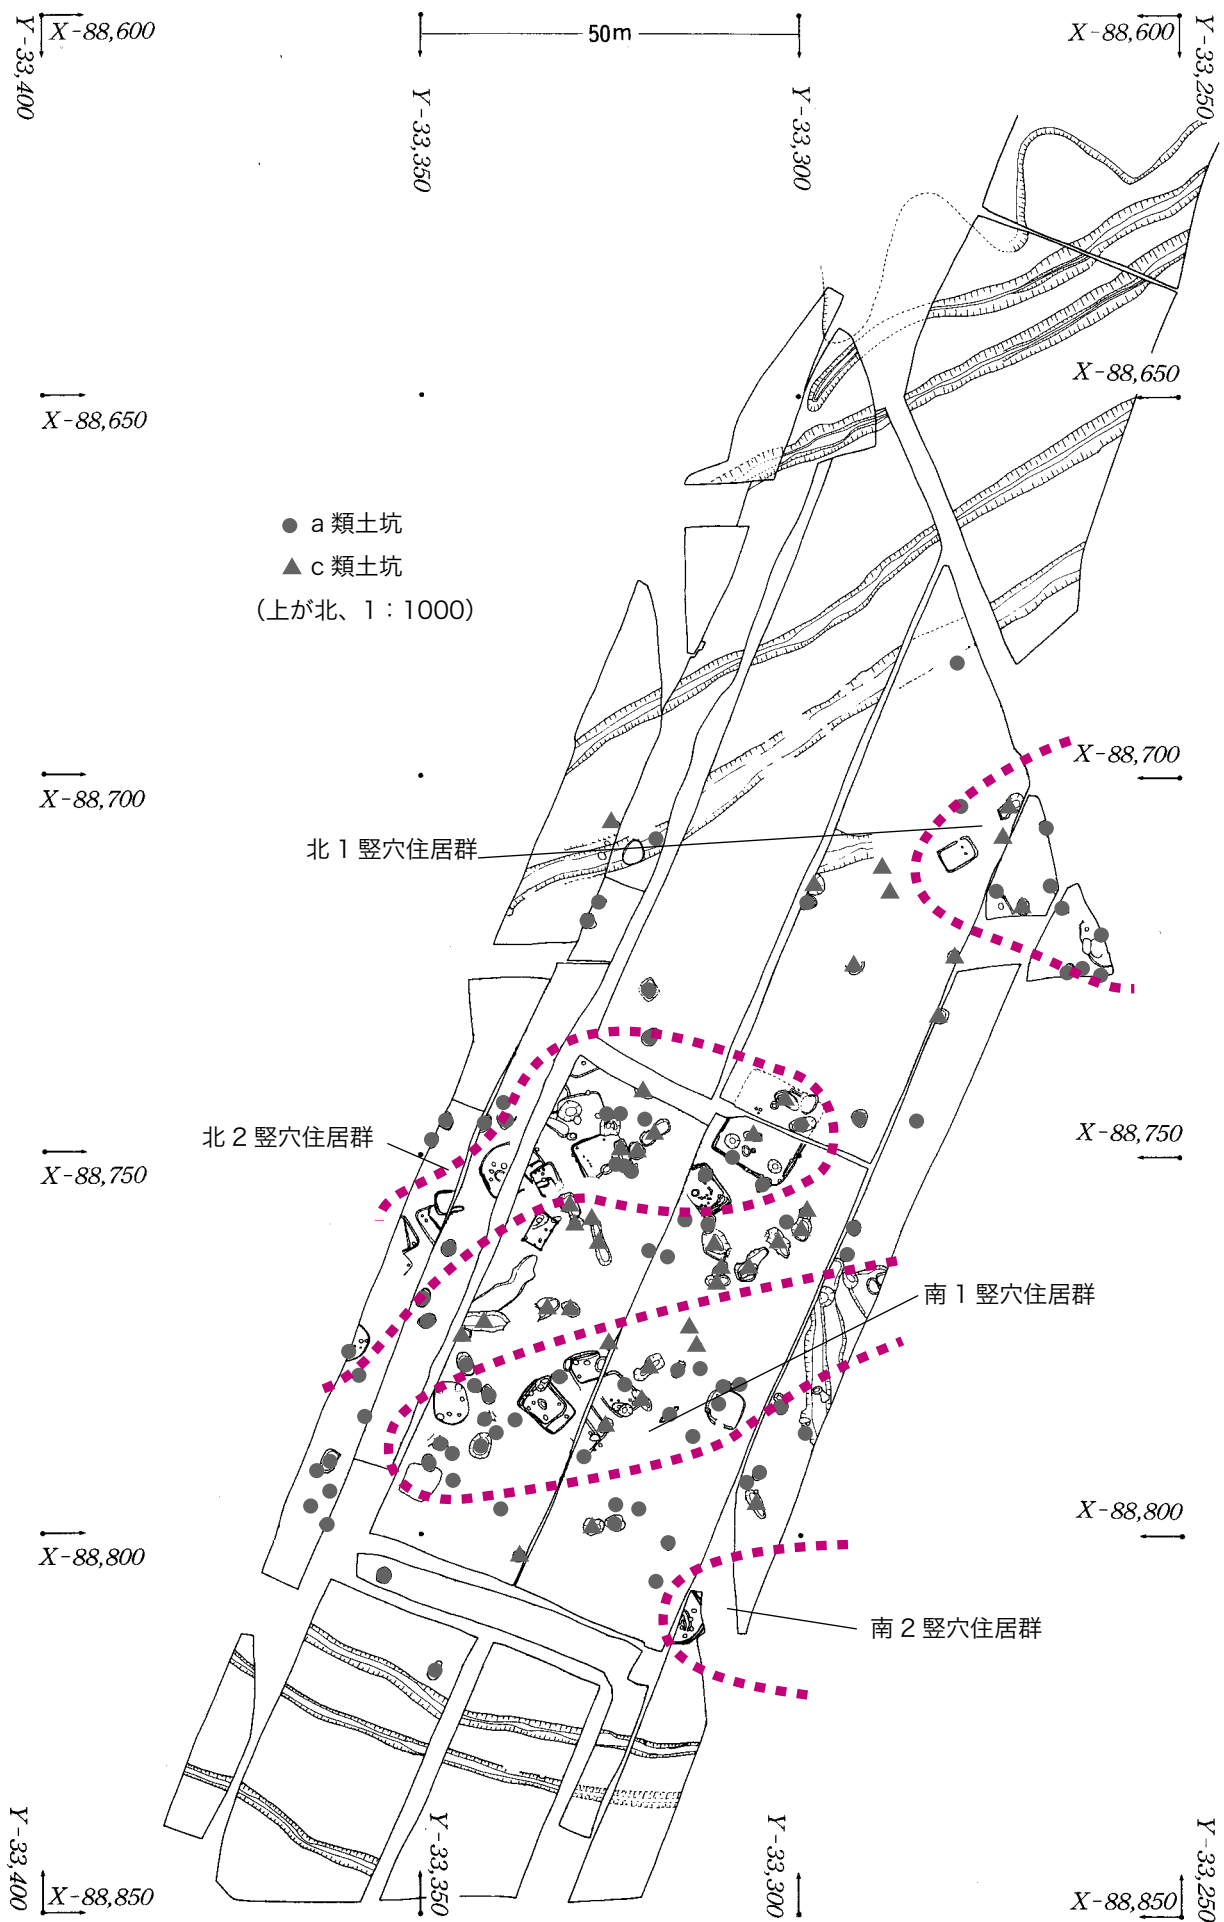 Y-33,400
X-88,600
50m
X-88,600
Y-33,250
Y-33,350
Y-33,300
X-88,650
X-88,650
a 類土坑
c 類土坑
（上が北、1：1000）
X-88,700
X-88,700
北 1 竪穴住居群
北 2 竪穴住居群
X-88,750
X-88,750
南 1 竪穴住居群
X-88,800
X-88,800
南 2 竪穴住居群
Y-33,400
X-88,850
Y-33,350
Y-33,300
X-88,850
Y-33,250